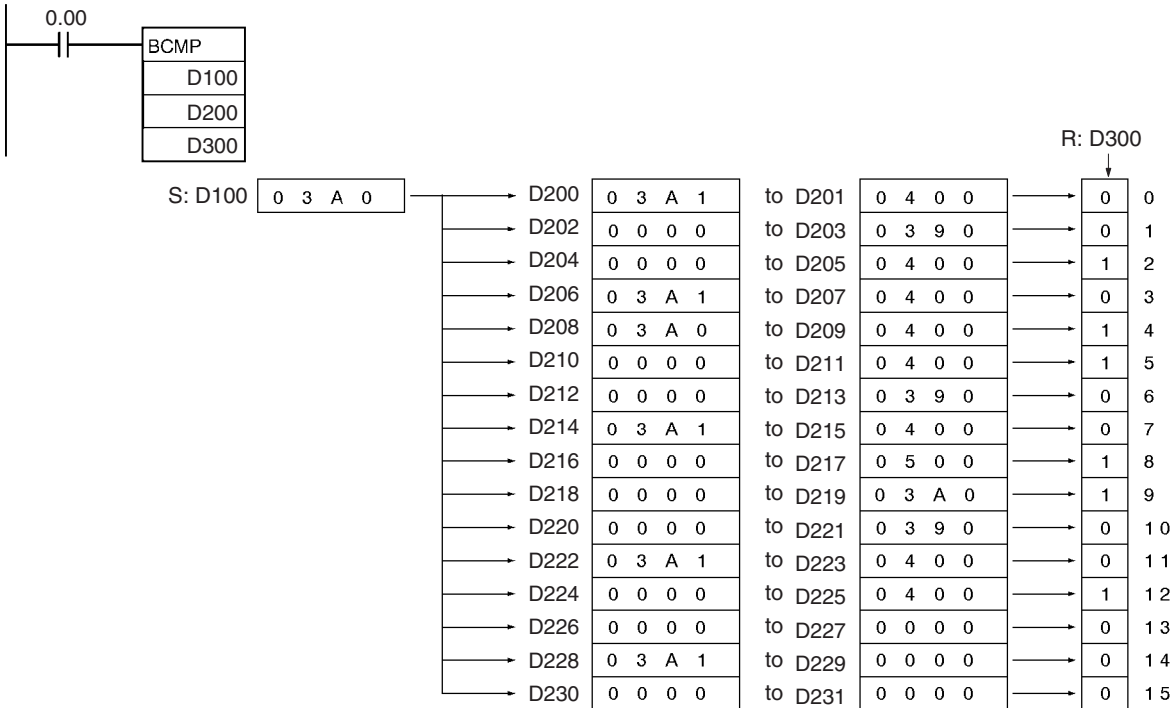 0.00
BCMP
D100
D200
D300
R: D300
S: D100 0 3 A 0
D200 0 3 A 1 to D201 0 4 0 0 0 0
D202 0 0 0 0 to D203 0 3 9 0 0 1
D204 0 0 0 0 to D205 0 4 0 0 1 2
D206 0 3 A 1 to D207 0 4 0 0 0 3
D208 0 3 A 0 to D209 0 4 0 0 1 4
D210 0 0 0 0 to D211 0 4 0 0 1 5
D212 0 0 0 0 to D213 0 3 9 0 0 6
D214 0 3 A 1 to D215 0 4 0 0 0 7
D216 0 0 0 0 to D217 0 5 0 0 1 8
D218 0 0 0 0 to D219 0 3 A 0 1 9
D220 0 0 0 0 to D221 0 3 9 0 0 10
D222 0 3 A 1 to D223 0 4 0 0 0 11
D224 0 0 0 0 to D225 0 4 0 0 1 12
D226 0 0 0 0 to D227 0 0 0 0 0 13
D228 0 3 A 1 to D229 0 0 0 0 0 14
D230 0 0 0 0 to D231 0 0 0 0 0 15